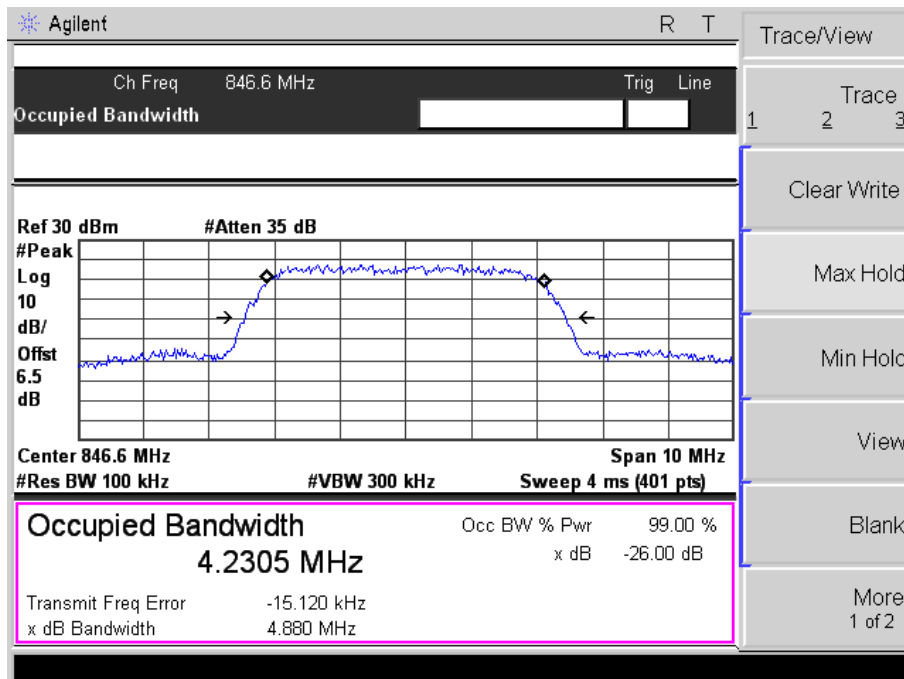 Agilent R T
Ch Freq 846.6 MHz Trig Line
Occupied Bandwidth
Ref 30 dBm #Atten 35 dB
#Peak
Log
10
dB/
Offst
6.5
dB
Center 846.6 MHz Span 10 MHz
#Res BW 100 kHz #VBW 300 kHz Sweep 4 ms (401 pts)
Occupied Bandwidth
4.2305 MHz
Occ BW % Pwr 99.00 %
x dB -26.00 dB
Transmit Freq Error -15.120 kHz
x dB Bandwidth 4.880 MHz
Trace/View
Trace
1 2 3
Clear Write
Max Hold
Min Hold
View
Blank
More
1 of 2